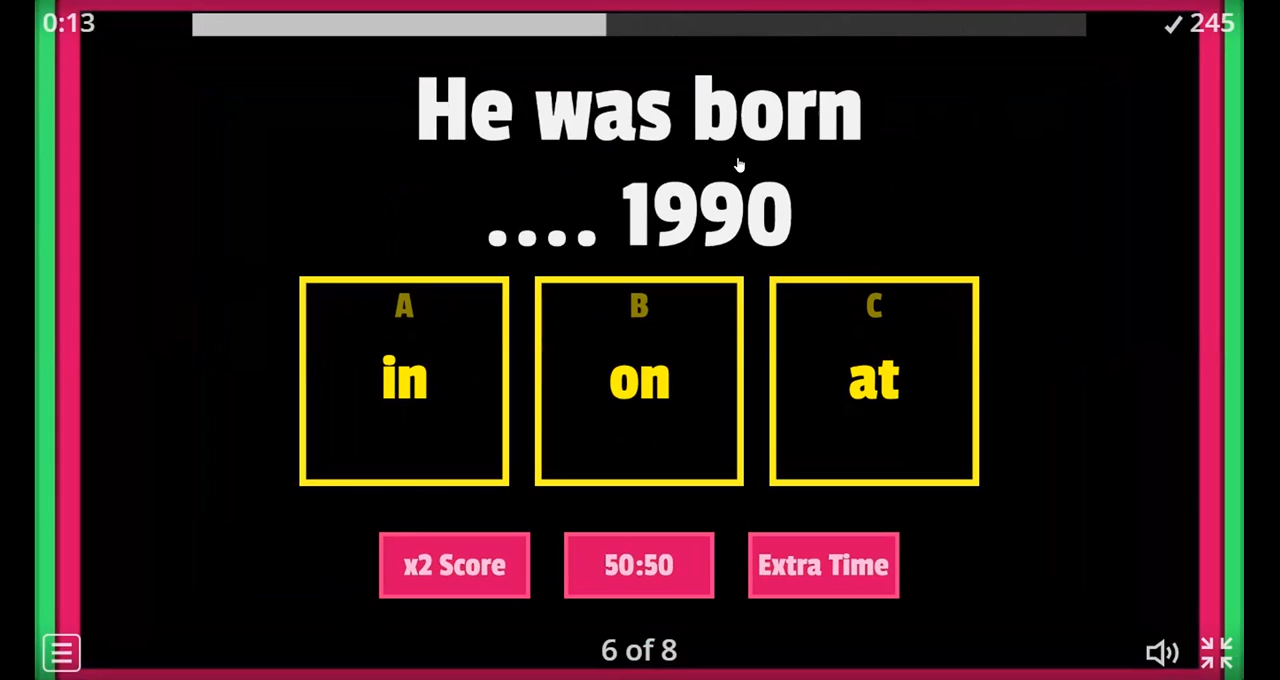 0:13
✓ 245
He was born
.... 1990
A
B
C
in
on
at
x2 Score
50:50
Extra Time
6 of 8